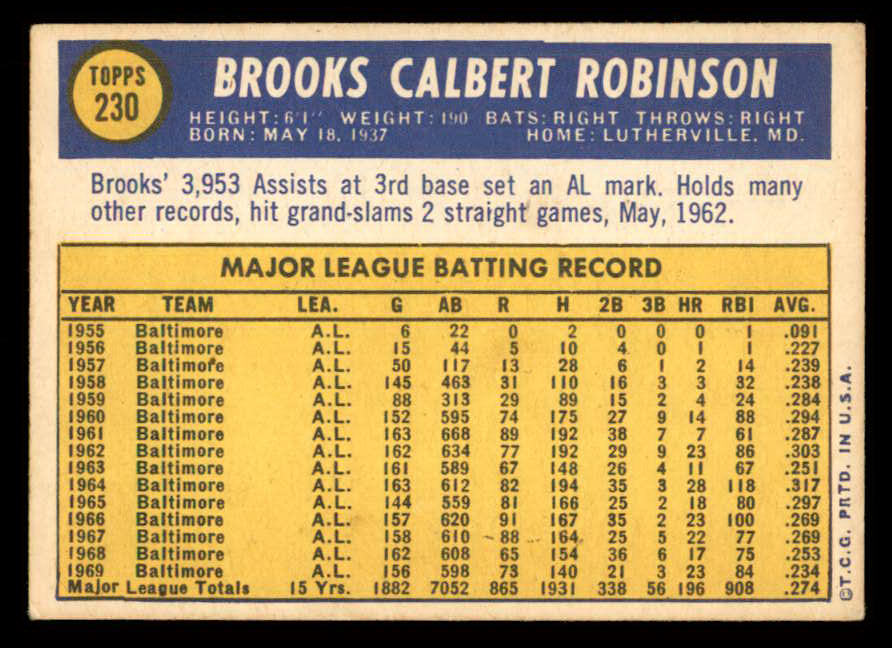 TOPPS
230
BROOKS CALBERT ROBINSON
HEIGHT: 6'1" WEIGHT: 190 BATS: RIGHT THROWS: RIGHT
BORN: MAY 18, 1937 HOME: LUTHERVILLE, MD.
Brooks' 3,953 Assists at 3rd base set an AL mark. Holds many
other records, hit grand-slams 2 straight games, May, 1962.
MAJOR LEAGUE BATTING RECORD
YEAR TEAM LEA. G AB R H 2B 3B HR RBI AVG.
1955 Baltimore A.L. 6 22 0 2 0 0 0 1 .091
1956 Baltimore A.L. 15 44 5 10 4 0 1 1 .227
1957 Baltimore A.L. 50 117 13 28 6 1 2 14 .239
1958 Baltimore A.L. 145 463 31 110 16 3 3 32 .238
1959 Baltimore A.L. 88 313 29 89 15 2 4 24 .284
1960 Baltimore A.L. 152 595 74 175 27 9 14 88 .294
1961 Baltimore A.L. 163 668 89 192 38 7 7 61 .287
1962 Baltimore A.L. 162 634 77 192 29 9 23 86 .303
1963 Baltimore A.L. 161 589 67 148 26 4 11 67 .251
1964 Baltimore A.L. 163 612 82 194 35 3 28 118 .317
1965 Baltimore A.L. 144 559 81 166 25 2 18 80 .297
1966 Baltimore A.L. 157 620 91 167 35 2 23 100 .269
1967 Baltimore A.L. 158 610 88 164 25 5 22 77 .269
1968 Baltimore A.L. 162 608 65 154 36 6 17 75 .253
1969 Baltimore A.L. 156 598 73 140 21 3 23 84 .234
Major League Totals 15 Yrs. 1882 7052 865 1931 338 56 196 908 .274
©T.C.G. PRTD. IN U.S.A.